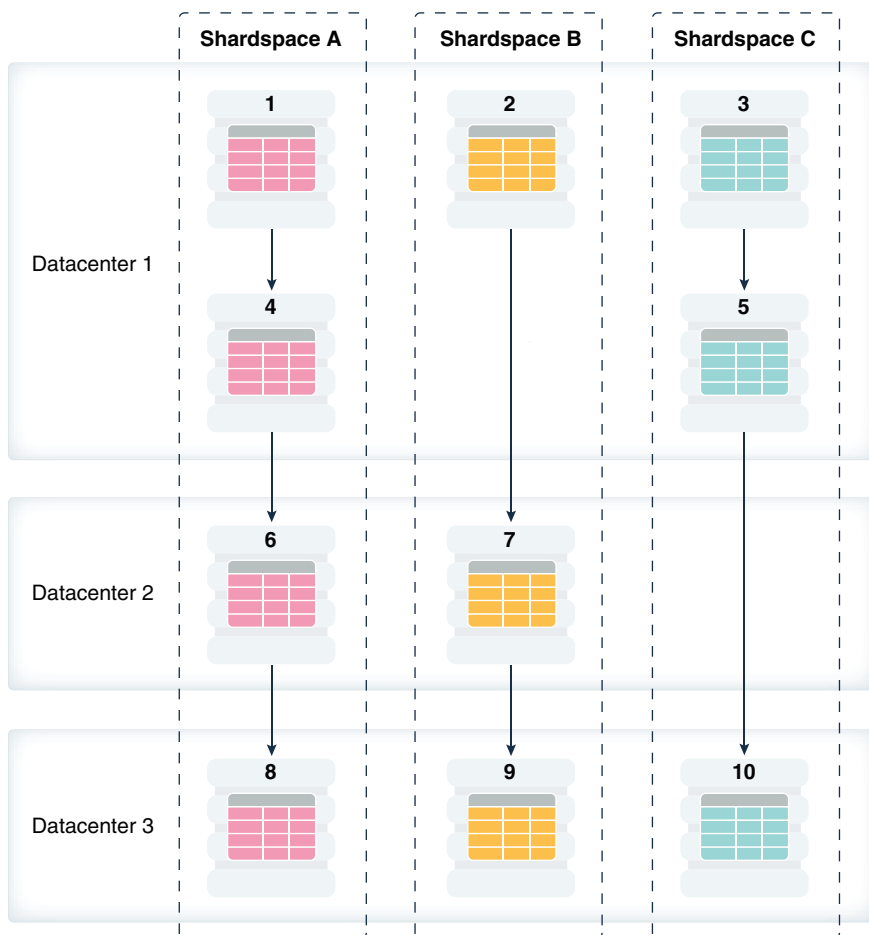 Shardspace A
Shardspace B
Shardspace C
1
2
3
Datacenter 1
4
5
6
7
Datacenter 2
8
9
10
Datacenter 3